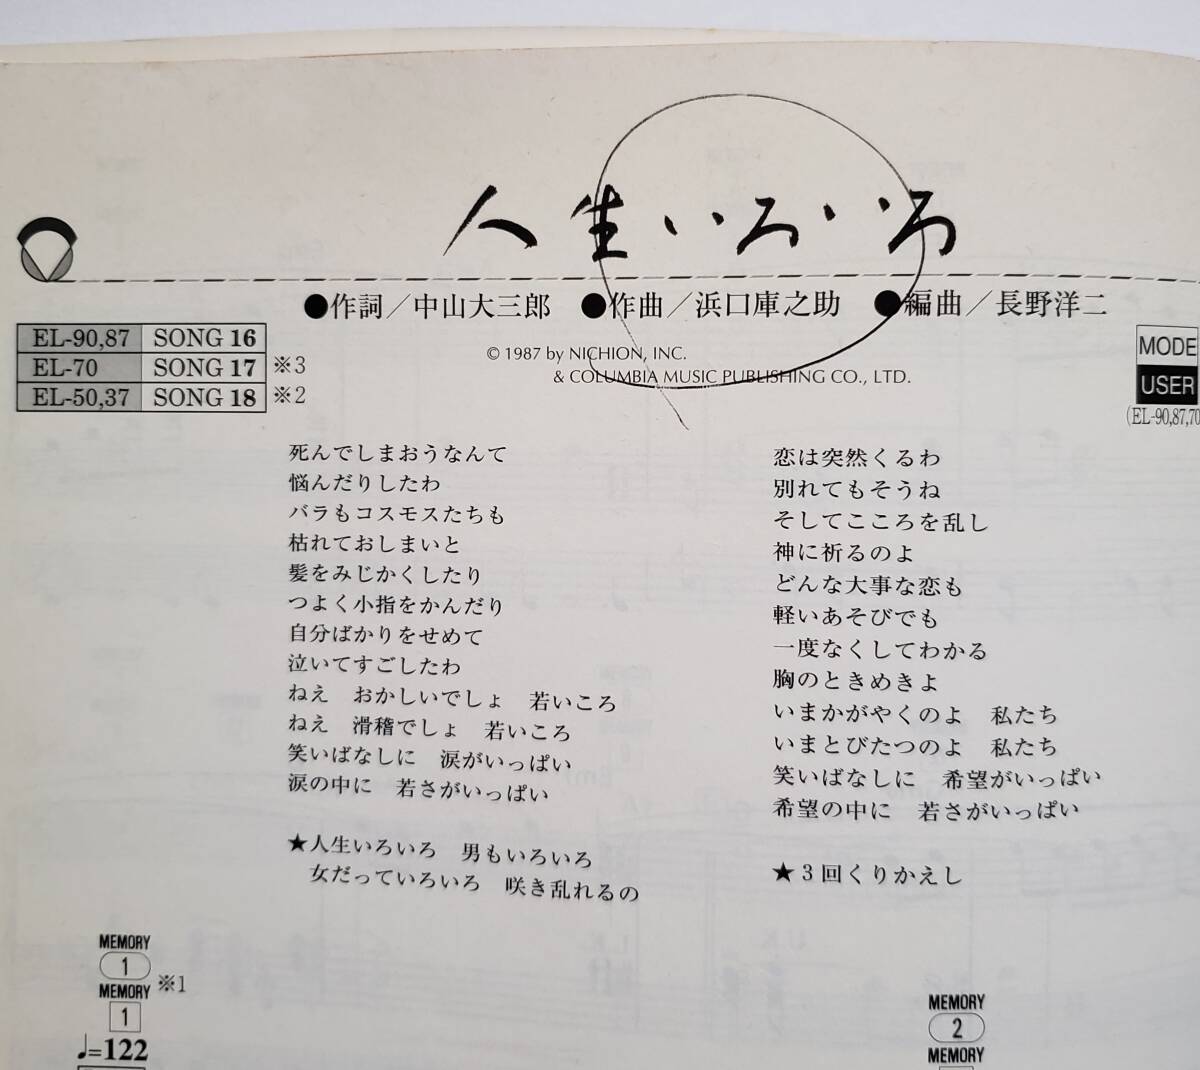 人生いろいろ
●作詞／中山大三郎 ●作曲／浜口庫之助 ●編曲／長野洋二
© 1987 by NICHION, INC.
& COLUMBIA MUSIC PUBLISHING CO., LTD.
EL-90,87 SONG 16
EL-70 SONG 17 ※3
EL-50,37 SONG 18 ※2
MODE
USER
(EL-90,87,70
死んでしまおうなんて
悩んだりしたわ
バラもコスモスたちも
枯れておしまいと
髪をみじかくしたり
つよく小指をかんだり
自分ばかりをせめて
泣いてすごしたわ
ねえ おかしいでしょ 若いころ
ねえ 滑稽でしょ 若いころ
笑いばなしに 涙がいっぱい
涙の中に 若さがいっぱい
★人生いろいろ 男もいろいろ
女だっていろいろ 咲き乱れるの
恋は突然くるわ
別れてもそうね
そしてこころを乱し
神に祈るのよ
どんな大事な恋も
軽いあそびでも
一度なくしてわかる
胸のときめきよ
いまかがやくのよ 私たち
いまとびたつのよ 私たち
笑いばなしに 希望がいっぱい
希望の中に 若さがいっぱい
★3回くりかえし
MEMORY
1
MEMORY ※1
1
♩=122
MEMORY
2
MEMORY